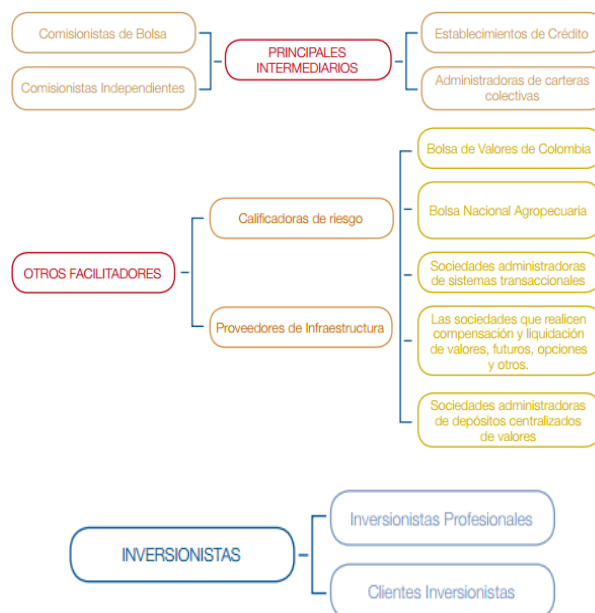 Comisionistas de Bolsa
Comisionistas Independientes
PRINCIPALES
INTERMEDIARIOS
Establecimientos de Crédito
Administradoras de carteras
colectivas
OTROS FACILITADORES
Calificadoras de riesgo
Proveedores de Infraestructura
Bolsa de Valores de Colombia
Bolsa Nacional Agropecuaria
Sociedades administradoras
de sistemas transaccionales
Las sociedades que realicen
compensación y liquidación
de valores, futuros, opciones
y otros.
Sociedades administradoras
de depósitos centralizados
de valores
INVERSIONISTAS
Inversionistas Profesionales
Clientes Inversionistas